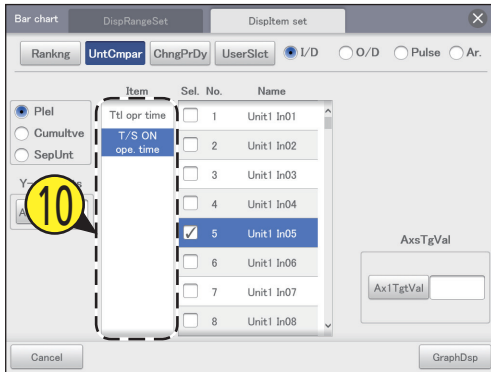 Bar chart DispRangeSet DispItem set
Rankng UntCmpar ChngPrDy UserSlct I/D O/D Pulse Ar.
Item Sel. No. Name
Plel
Cumultve
SepUnt
Ttl opr time
T/S ON
ope. time
1 Unit1 In01
2 Unit1 In02
3 Unit1 In03
4 Unit1 In04
5 Unit1 In05
6 Unit1 In06
7 Unit1 In07
8 Unit1 In08
10
AxsTgVal
Ax1TgtVal
Cancel GraphDsp